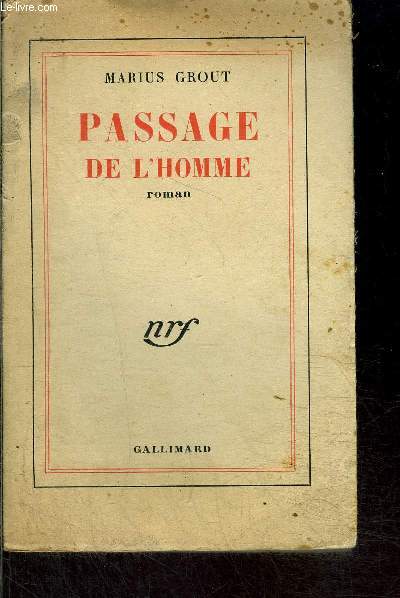 Le-livre.com
MARIUS GROUT
PASSAGE
DE L'HOMME
roman
nrf
GALLIMARD